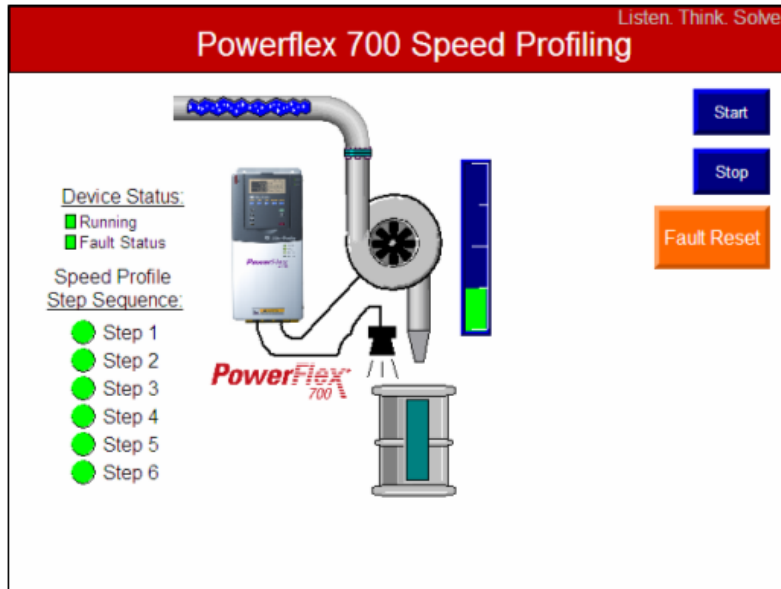 Listen. Think. Solve
Powerflex 700 Speed Profiling
Start
Stop
Fault Reset
Device Status:
Running
Fault Status
Speed Profile
Step Sequence:
Step 1
Step 2
Step 3
Step 4
Step 5
Step 6
PowerFlex
PowerFlex
700